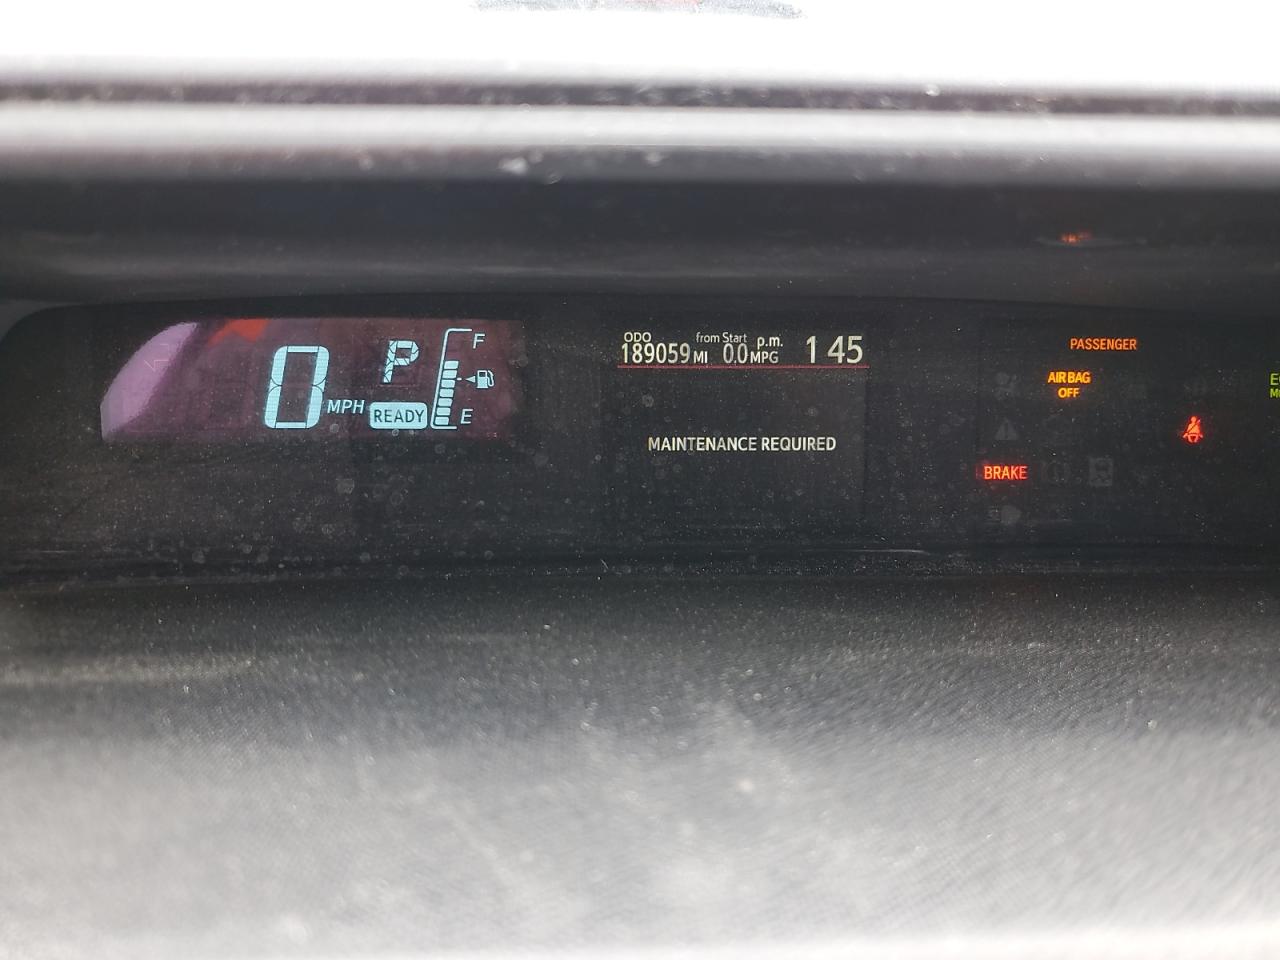 0 MPH
P
READY
F
E
ODO from Start p.m.
189059 MI 0.0 MPG 1 45
MAINTENANCE REQUIRED
PASSENGER
AIR BAG
OFF
BRAKE